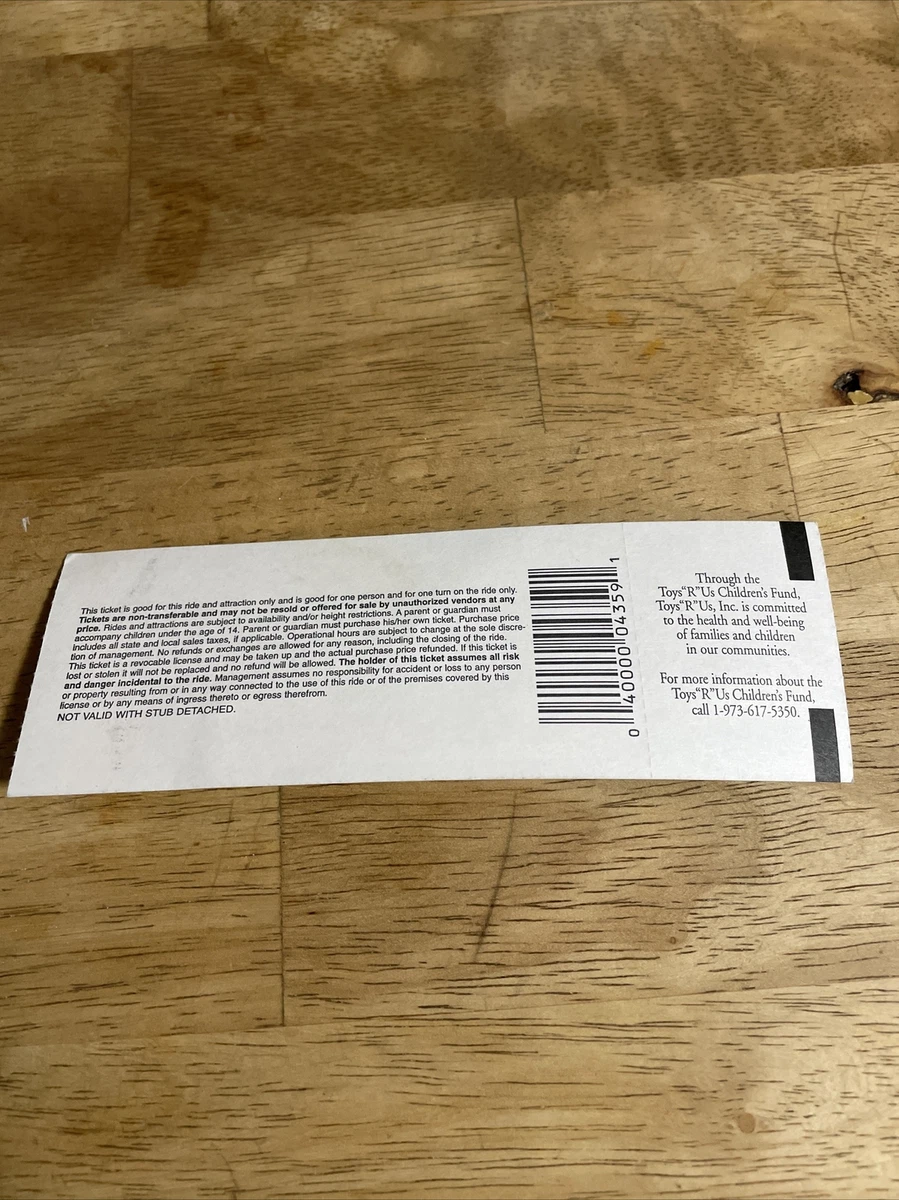 This ticket is good for this ride and attraction only and is good for one person and for one turn on the ride only.
Tickets are non-transferable and may not be resold or offered for sale by unauthorized vendors at any
price. Rides and attractions are subject to availability and/or height restrictions. A parent or guardian must
accompany children under the age of 14. Parent or guardian must purchase his/her own ticket. Purchase price
includes all state and local sales taxes, if applicable. Operational hours are subject to change at the sole discre-
tion of management. No refunds or exchanges are allowed for any reason, including the closing of the ride.
This ticket is a revocable license and may be taken up and the actual purchase price refunded. If this ticket is
lost or stolen it will not be replaced and no refund will be allowed. The holder of this ticket assumes all risk
and danger incidental to the ride. Management assumes no responsibility for accident or loss to any person
or property resulting from or in any way connected to the use of this ride or of the premises covered by this
license or by any means of ingress thereto or egress therefrom.
NOT VALID WITH STUB DETACHED.
0 40000 04359 1
Through the
Toys“R”Us Children's Fund,
Toys“R”Us, Inc. is committed
to the health and well-being
of families and children
in our communities.
For more information about the
Toys“R”Us Children's Fund,
call 1-973-617-5350.